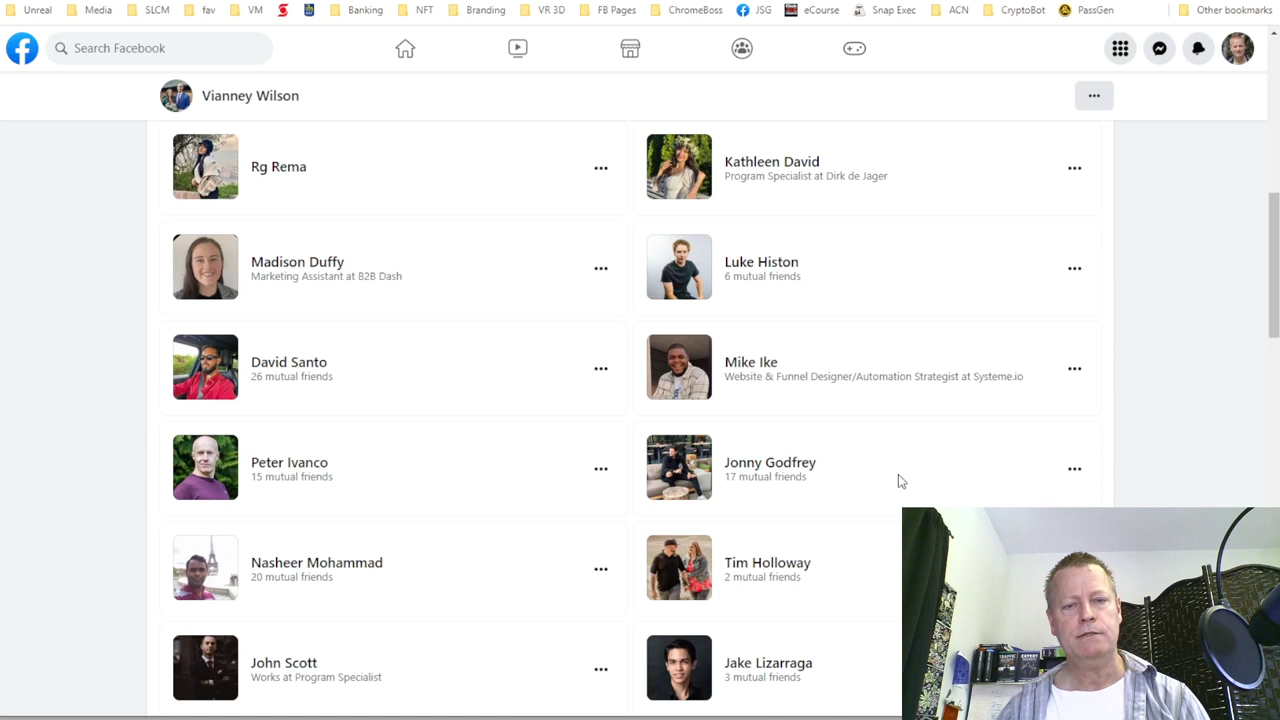 Unreal Media SLCM fav VM Banking NFT Branding VR 3D FB Pages ChromeBoss JSG eCourse Snap Exec ACN CryptoBot PassGen Other bookmarks
Search Facebook
Vianney Wilson
Rg Rema
Kathleen David
Program Specialist at Dirk de Jager
Madison Duffy
Marketing Assistant at B2B Dash
Luke Histon
6 mutual friends
David Santo
26 mutual friends
Mike Ike
Website & Funnel Designer/Automation Strategist at Systeme.io
Peter Ivanco
15 mutual friends
Jonny Godfrey
17 mutual friends
Nasheer Mohammad
20 mutual friends
Tim Holloway
2 mutual friends
John Scott
Works at Program Specialist
Jake Lizarraga
3 mutual friends
TRAFFIC
EXPERT